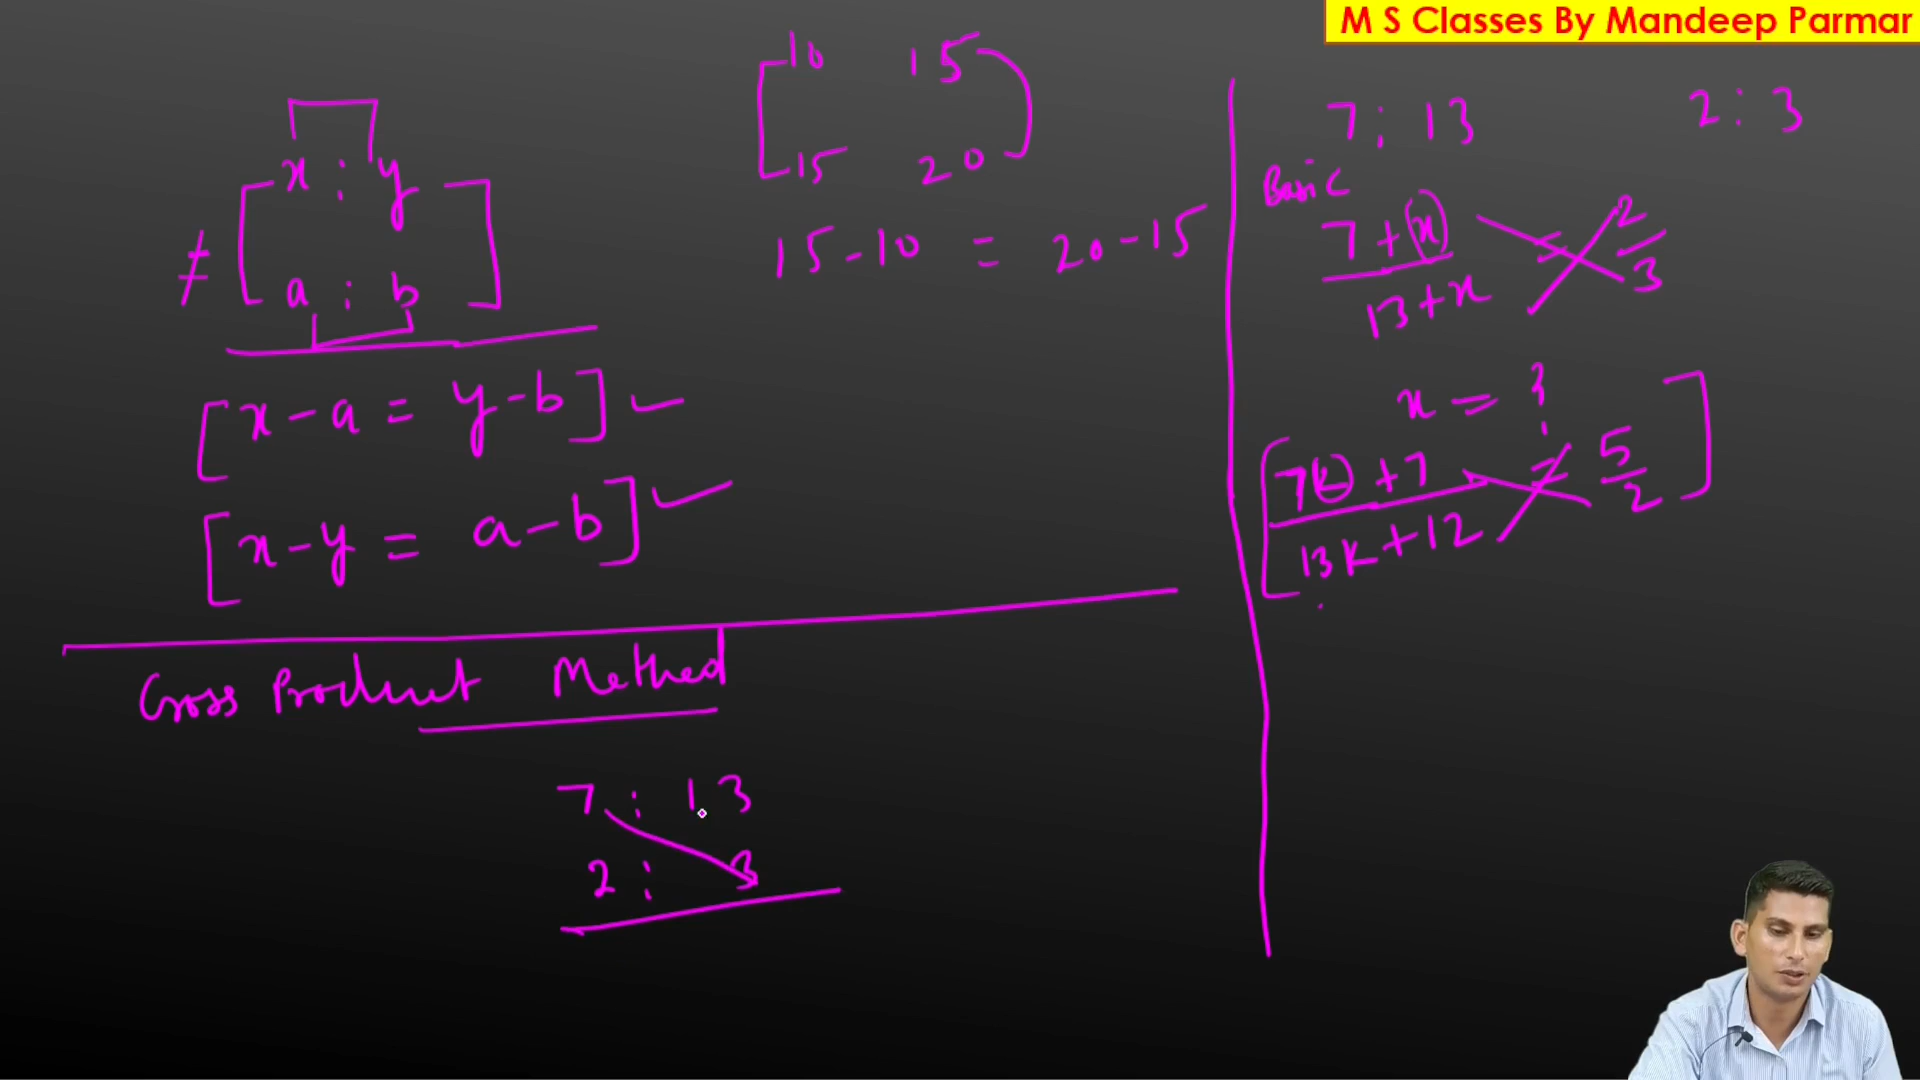 M S Classes By Mandeep Parmar
x : y
≠
a : b
[x - a = y - b]
[x - y = a - b]
10 15
15 20
15 - 10 = 20 - 15
Cross Product Method
7 : 13
2 : 3
7 : 13 2 : 3
Basic
7 + x = 2
13 + x 3
x = ?
[7k + 7 = 5]
13k + 12 2